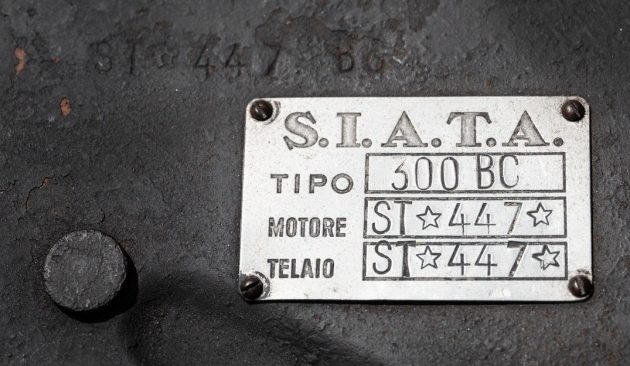 ST☆447 BC
S.I.A.T.A.
TIPO 300 BC
MOTORE ST☆447☆
TELAIO ST☆447☆